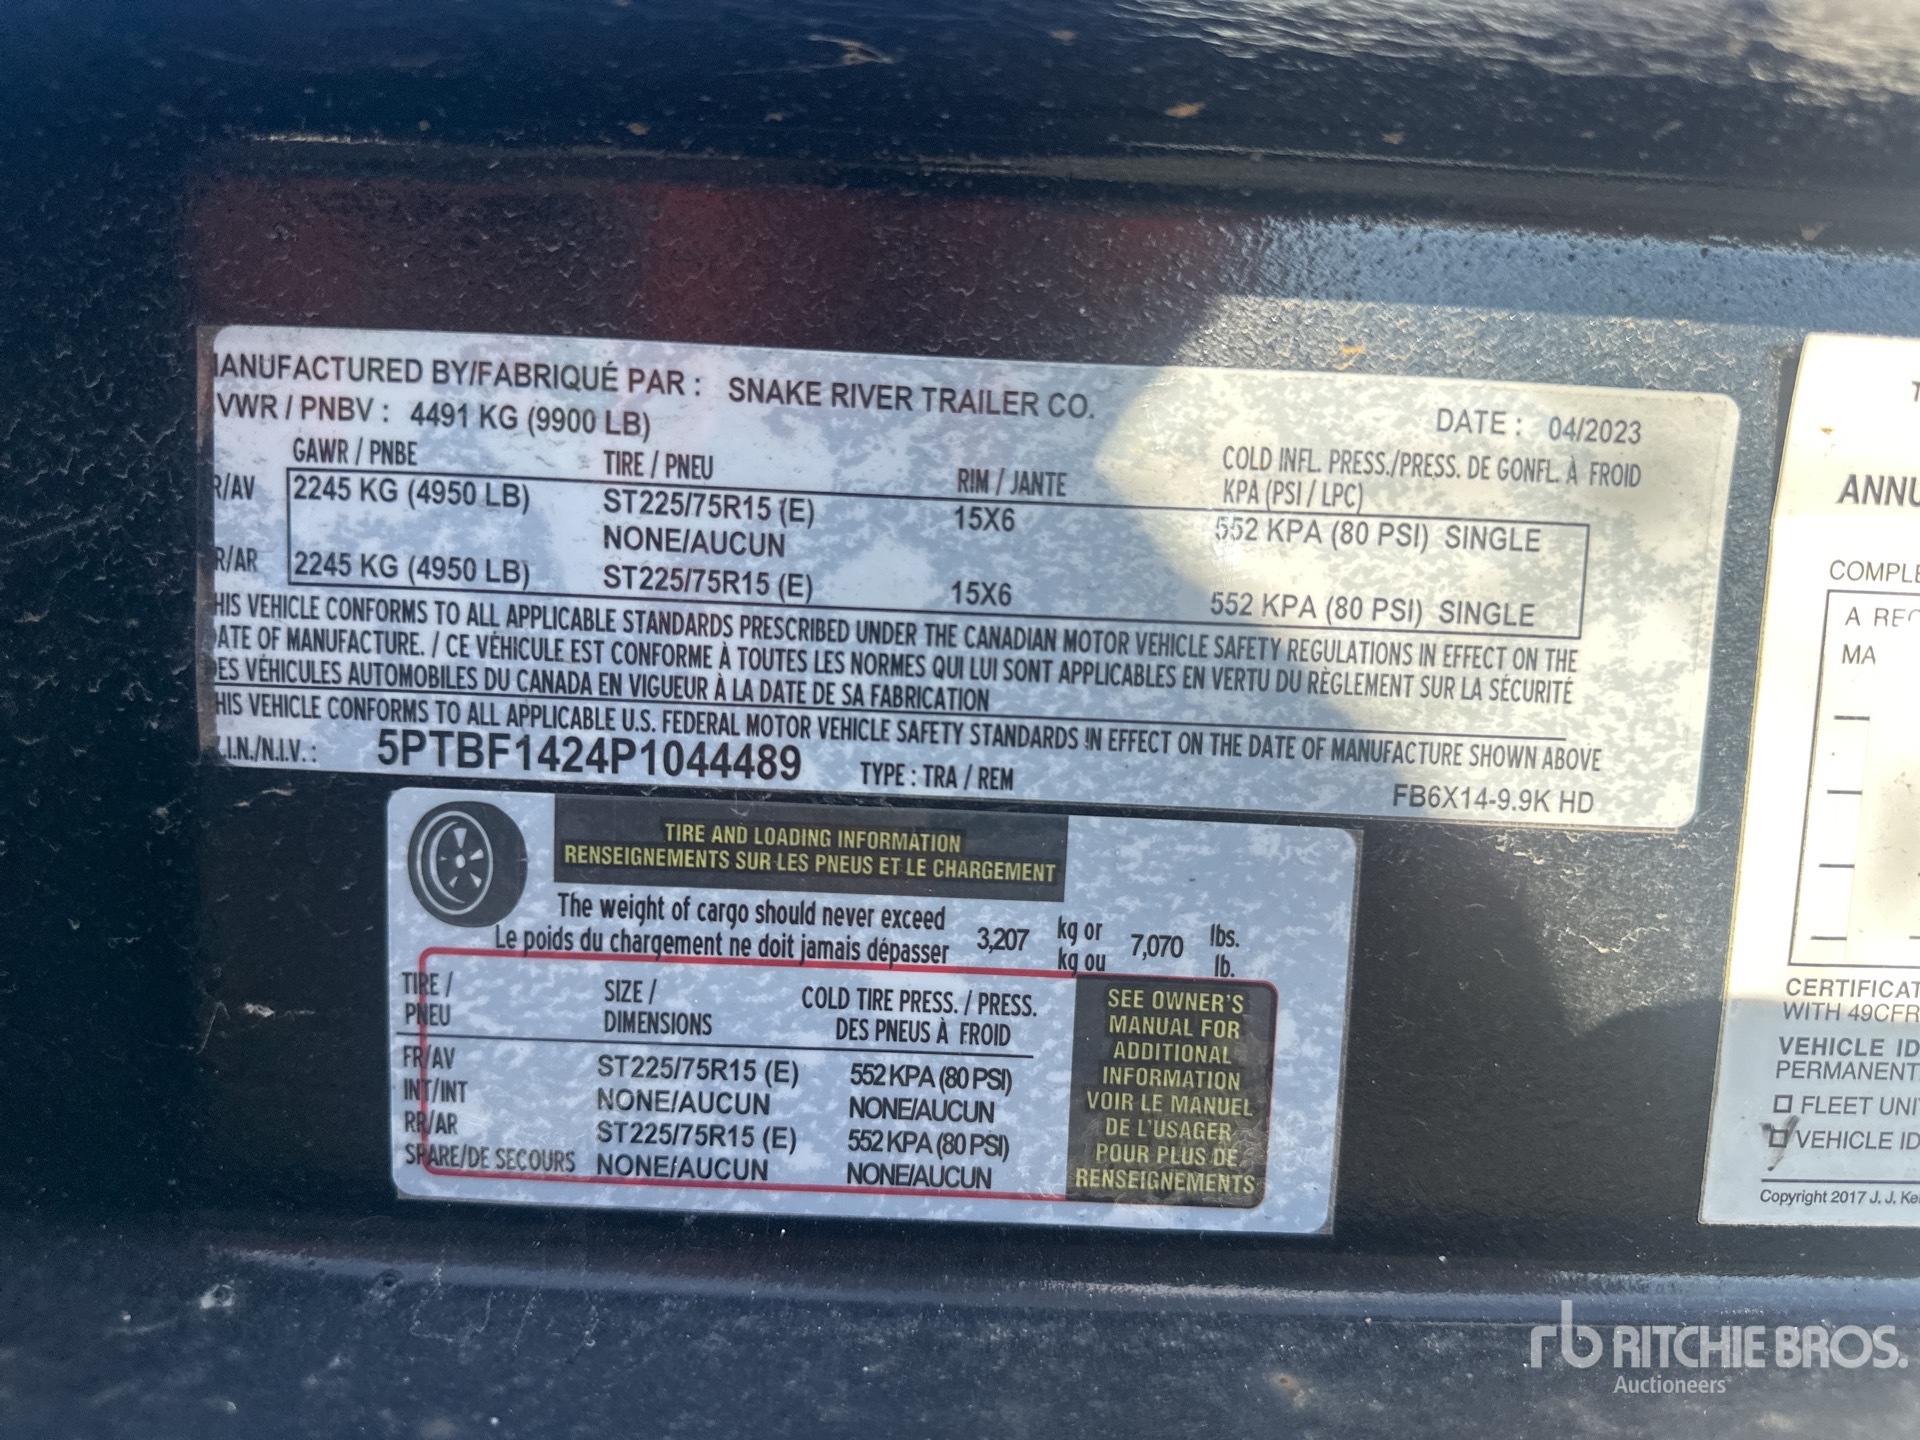 MANUFACTURED BY/FABRIQUÉ PAR : SNAKE RIVER TRAILER CO.
VWR / PNBV : 4491 KG (9900 LB)
DATE : 04/2023
GAWR / PNBE TIRE / PNEU RIM / JANTE COLD INFL. PRESS./PRESS. DE GONFL. À FROID
KPA (PSI / LPC)
R/AV 2245 KG (4950 LB) ST225/75R15 (E) 15X6 552 KPA (80 PSI) SINGLE
NONE/AUCUN
R/AR 2245 KG (4950 LB) ST225/75R15 (E) 15X6 552 KPA (80 PSI) SINGLE
HIS VEHICLE CONFORMS TO ALL APPLICABLE STANDARDS PRESCRIBED UNDER THE CANADIAN MOTOR VEHICLE SAFETY REGULATIONS IN EFFECT ON THE
ATE OF MANUFACTURE. / CE VÉHICULE EST CONFORME À TOUTES LES NORMES QUI LUI SONT APPLICABLES EN VERTU DU RÈGLEMENT SUR LA SÉCURITÉ
ES VÉHICULES AUTOMOBILES DU CANADA EN VIGUEUR À LA DATE DE SA FABRICATION
HIS VEHICLE CONFORMS TO ALL APPLICABLE U.S. FEDERAL MOTOR VEHICLE SAFETY STANDARDS IN EFFECT ON THE DATE OF MANUFACTURE SHOWN ABOVE
.I.N./N.I.V.: 5PTBF1424P1044489 TYPE : TRA / REM FB6X14-9.9K HD
TIRE AND LOADING INFORMATION
RENSEIGNEMENTS SUR LES PNEUS ET LE CHARGEMENT
The weight of cargo should never exceed 3,207 kg or 7,070 lbs.
Le poids du chargement ne doit jamais dépasser kg ou lb.
TIRE / SIZE / COLD TIRE PRESS. / PRESS.
PNEU DIMENSIONS DES PNEUS À FROID
FR/AV ST225/75R15 (E) 552 KPA (80 PSI)
INT/INT NONE/AUCUN NONE/AUCUN
RR/AR ST225/75R15 (E) 552 KPA (80 PSI)
SPARE/DE SECOURS NONE/AUCUN NONE/AUCUN
SEE OWNER'S
MANUAL FOR
ADDITIONAL
INFORMATION
VOIR LE MANUEL
DE L'USAGER
POUR PLUS DE
RENSEIGNEMENTS
ANNU
COMPLE
A REC
MA
CERTIFICAT
WITH 49CFR
VEHICLE ID
PERMANENT
FLEET UNI
VEHICLE ID
Copyright 2017 J. J. Ke
rb RITCHIE BROS.
Auctioneers